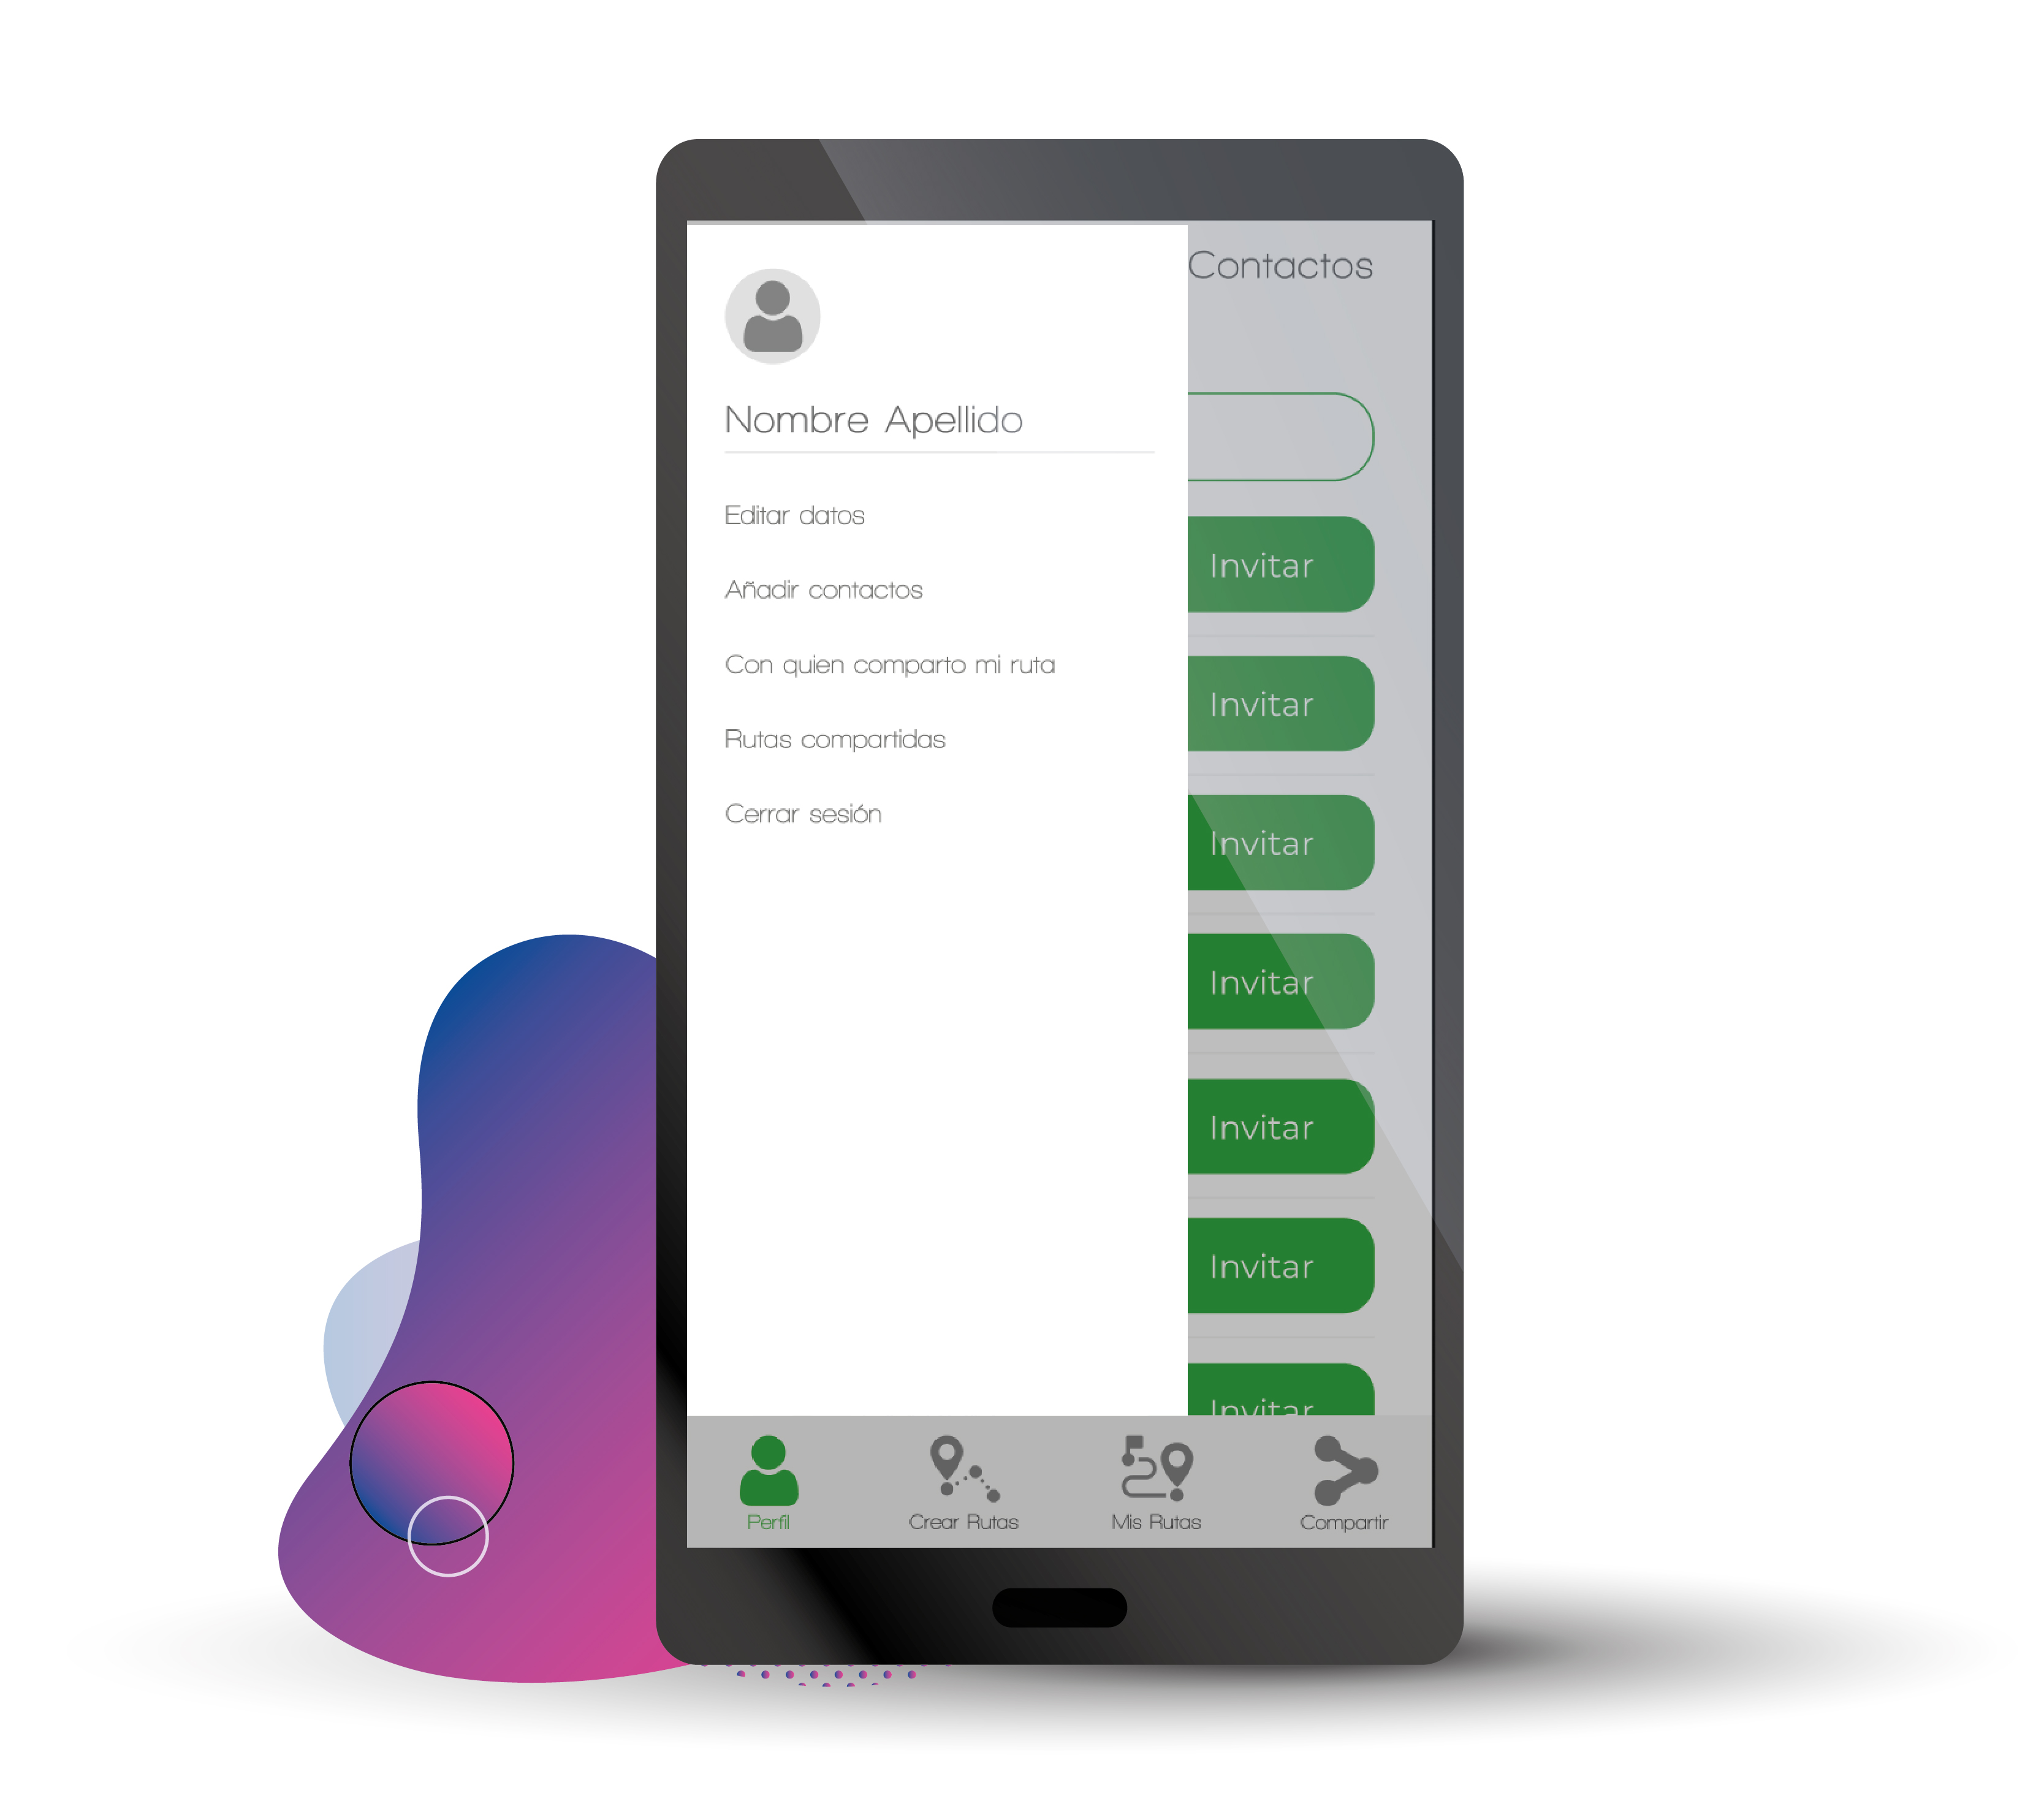 Contactos
Nombre Apellido
Editar datos
Añadir contactos
Con quien comparto mi ruta
Rutas compartidas
Cerrar sesión
Invitar
Invitar
Invitar
Invitar
Invitar
Invitar
Invitar
Perfil
Crear Rutas
Mis Rutas
Compartir